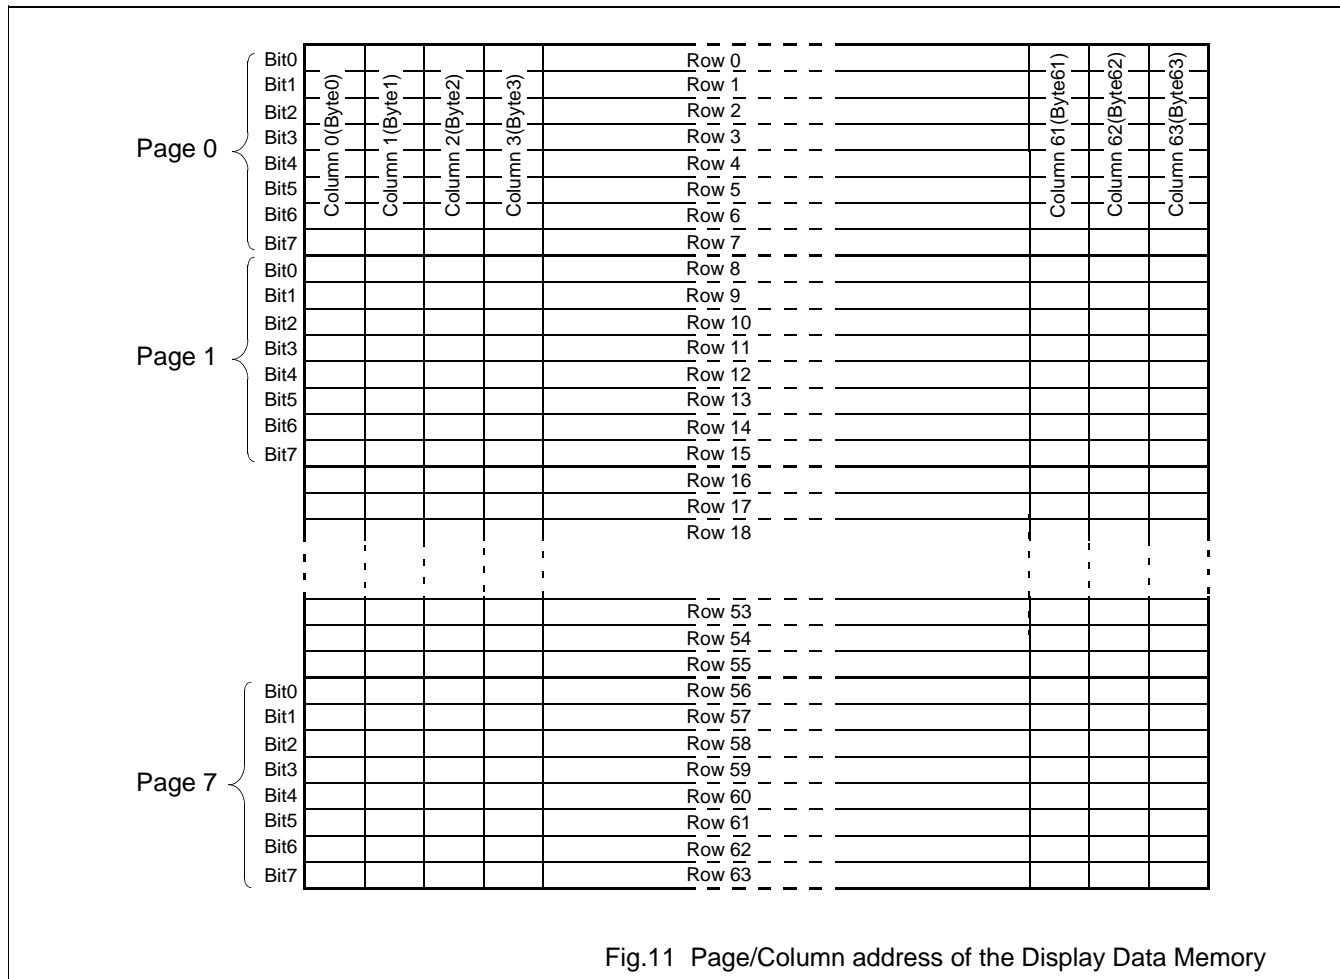 Bit0 Row 0
Bit1 Row 1
Bit2 Row 2
Bit3 Row 3
Page 0
Bit4 Row 4
Bit5 Row 5
Bit6 Row 6
Bit7 Row 7
Column 0(Byte0)
Column 1(Byte1)
Column 2(Byte2)
Column 3(Byte3)
Column 61(Byte61)
Column 62(Byte62)
Column 63(Byte63)
Bit0 Row 8
Bit1 Row 9
Bit2 Row 10
Bit3 Row 11
Page 1
Bit4 Row 12
Bit5 Row 13
Bit6 Row 14
Bit7 Row 15
Row 16
Row 17
Row 18
Row 53
Row 54
Row 55
Bit0 Row 56
Bit1 Row 57
Bit2 Row 58
Bit3 Row 59
Page 7
Bit4 Row 60
Bit5 Row 61
Bit6 Row 62
Bit7 Row 63
Fig.11 Page/Column address of the Display Data Memory